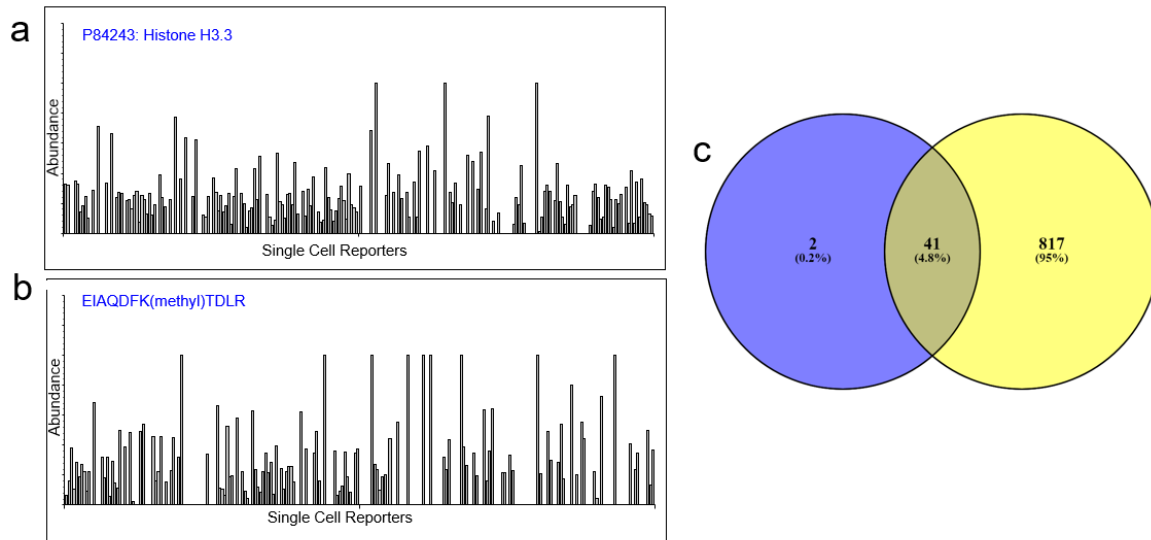 a
P84243: Histone H3.3
Abundance
Single Cell Reporters
b
EIAQDFK(methyl)TDLR
Abundance
Single Cell Reporters
c
2
(0.2%)
41
(4.8%)
817
(95%)